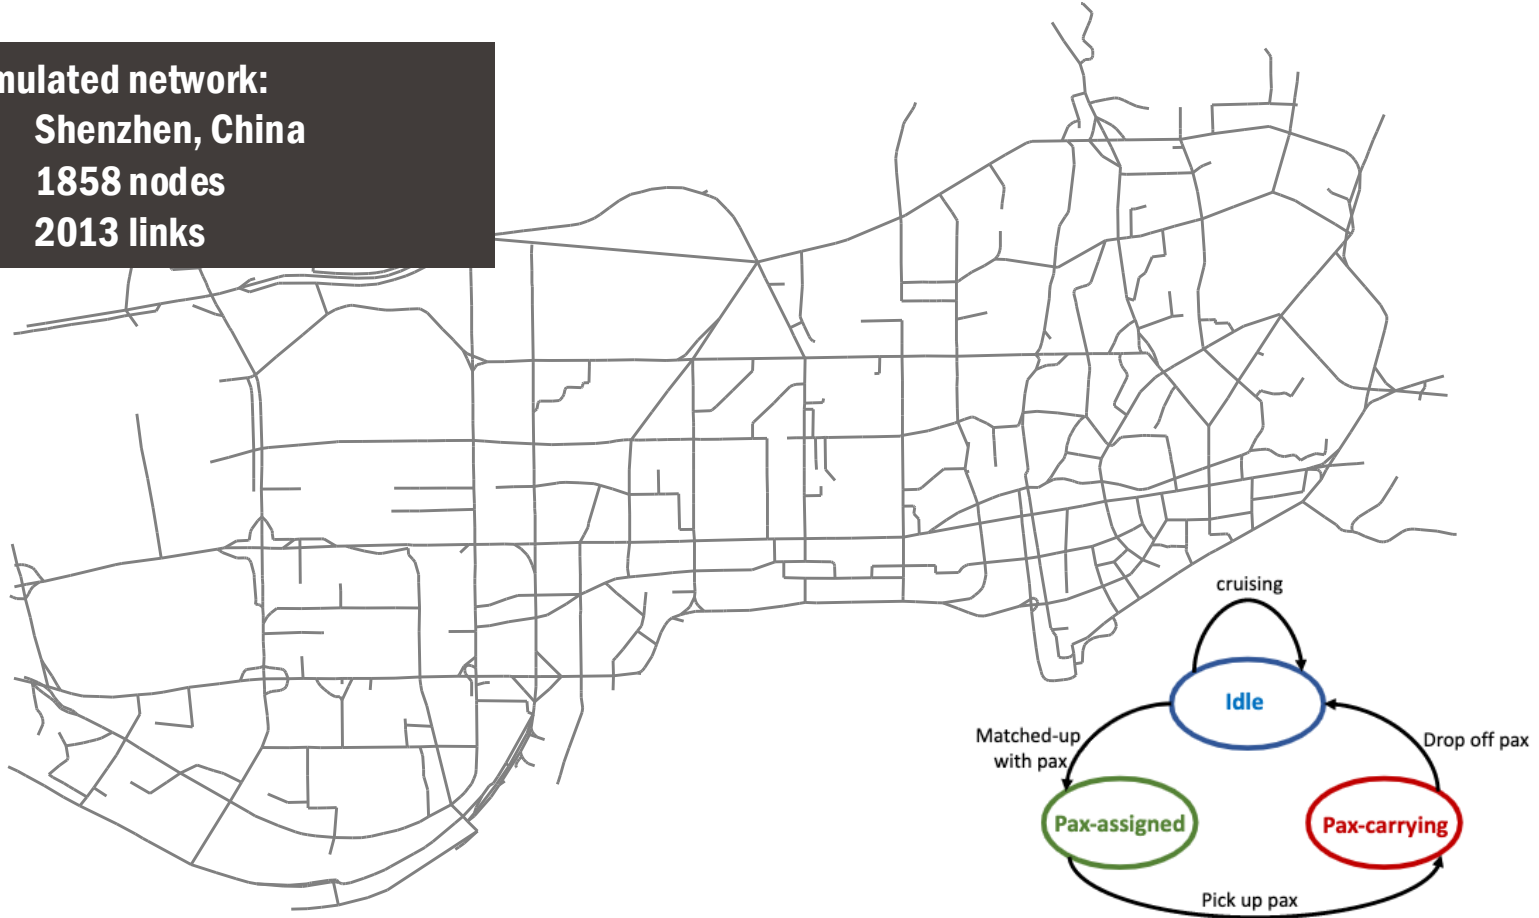 mulated network:
Shenzhen, China
1858 nodes
2013 links
cruising
Idle
Matched-up
with pax
Drop off pax
Pax-assigned
Pax-carrying
Pick up pax